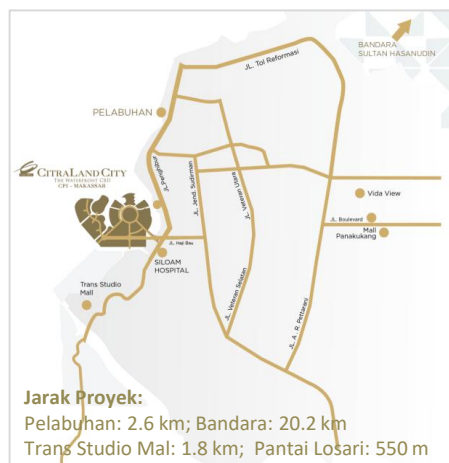 BANDARA
SULTAN HASANUDIN
JL. Tol Reformasi
PELABUHAN
CITRALAND CITY
THE WATERFRONT CBD
CPI - MAKASSAR
JL.Penghibur
JL. Jend. Sudirman
JL. Veteran Utara
Vida View
JL. Boulevard
Mall
Panakukang
JL. Haji Bau
SILOAM
HOSPITAL
Trans Studio
Mall
JL. Veteran Selatan
JL. A . R. Pettarani
Jarak Proyek:
Pelabuhan: 2.6 km; Bandara: 20.2 km
Trans Studio Mal: 1.8 km; Pantai Losari: 550 m